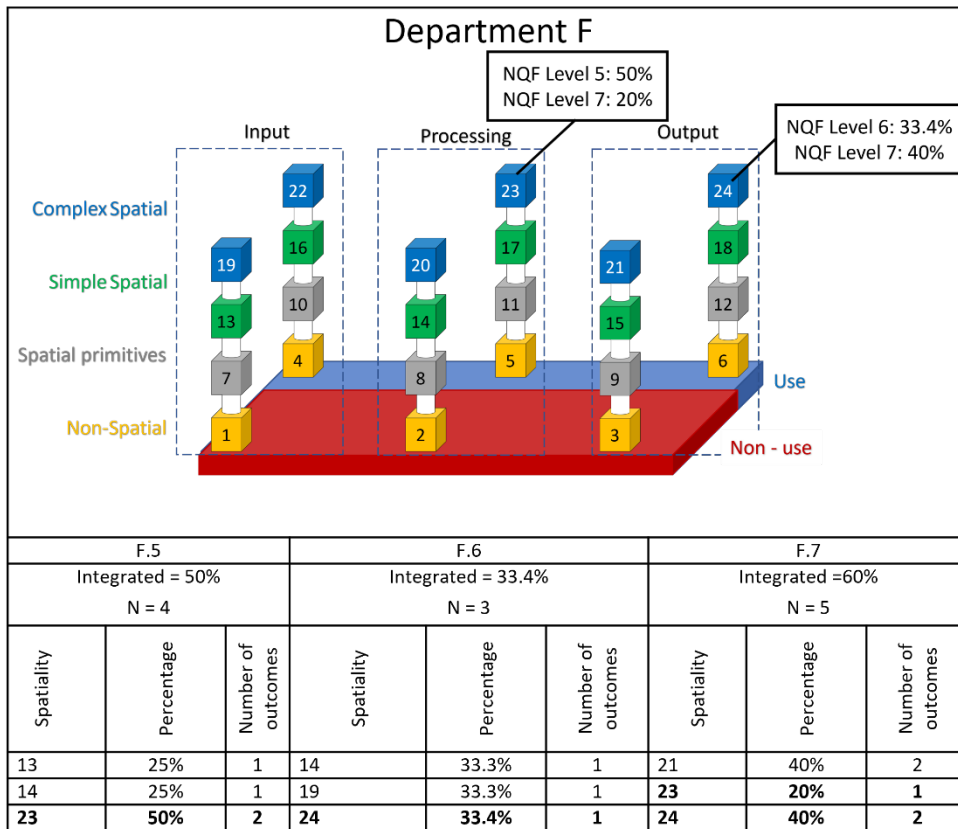 Department F
NQF Level 5: 50%
NQF Level 7: 20%
NQF Level 6: 33.4%
NQF Level 7: 40%
Input
Processing
Output
Complex Spatial
Simple Spatial
Spatial primitives
Non-Spatial
22
23
24
16
17
18
19
20
21
10
11
12
13
14
15
4
5
6
7
8
9
1
2
3
Use
Non - use
F.5 F.6 F.7
Integrated = 50% Integrated = 33.4% Integrated =60%
N = 4 N = 3 N = 5
Spatiality Percentage Number of outcomes Spatiality Percentage Number of outcomes Spatiality Percentage Number of outcomes
13 25% 1 14 33.3% 1 21 40% 2
14 25% 1 19 33.3% 1 23 20% 1
23 50% 2 24 33.4% 1 24 40% 2